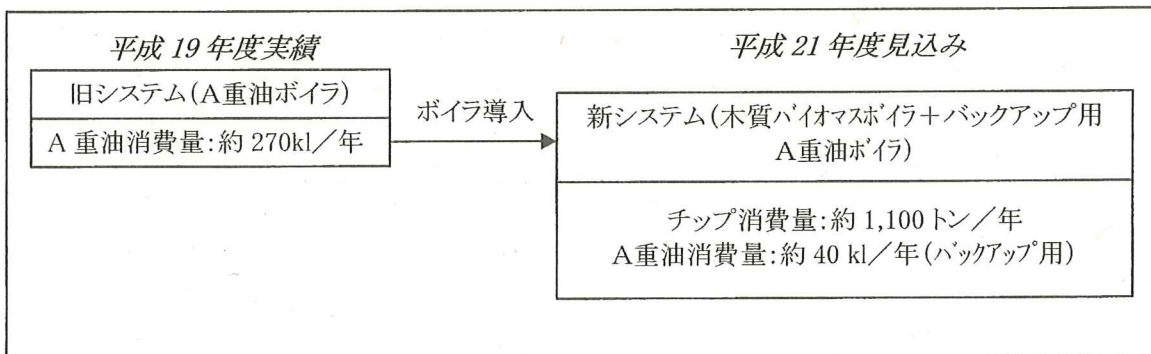 平成 19 年度実績
旧システム(A重油ボイラ)
A 重油消費量:約 270kl/年
ボイラ導入
平成 21 年度見込み
新システム(木質バイオマスボイラ+バックアップ用
A重油ボイラ)
チップ消費量:約 1,100 トン/年
A重油消費量:約 40 kl/年(バックアップ用)